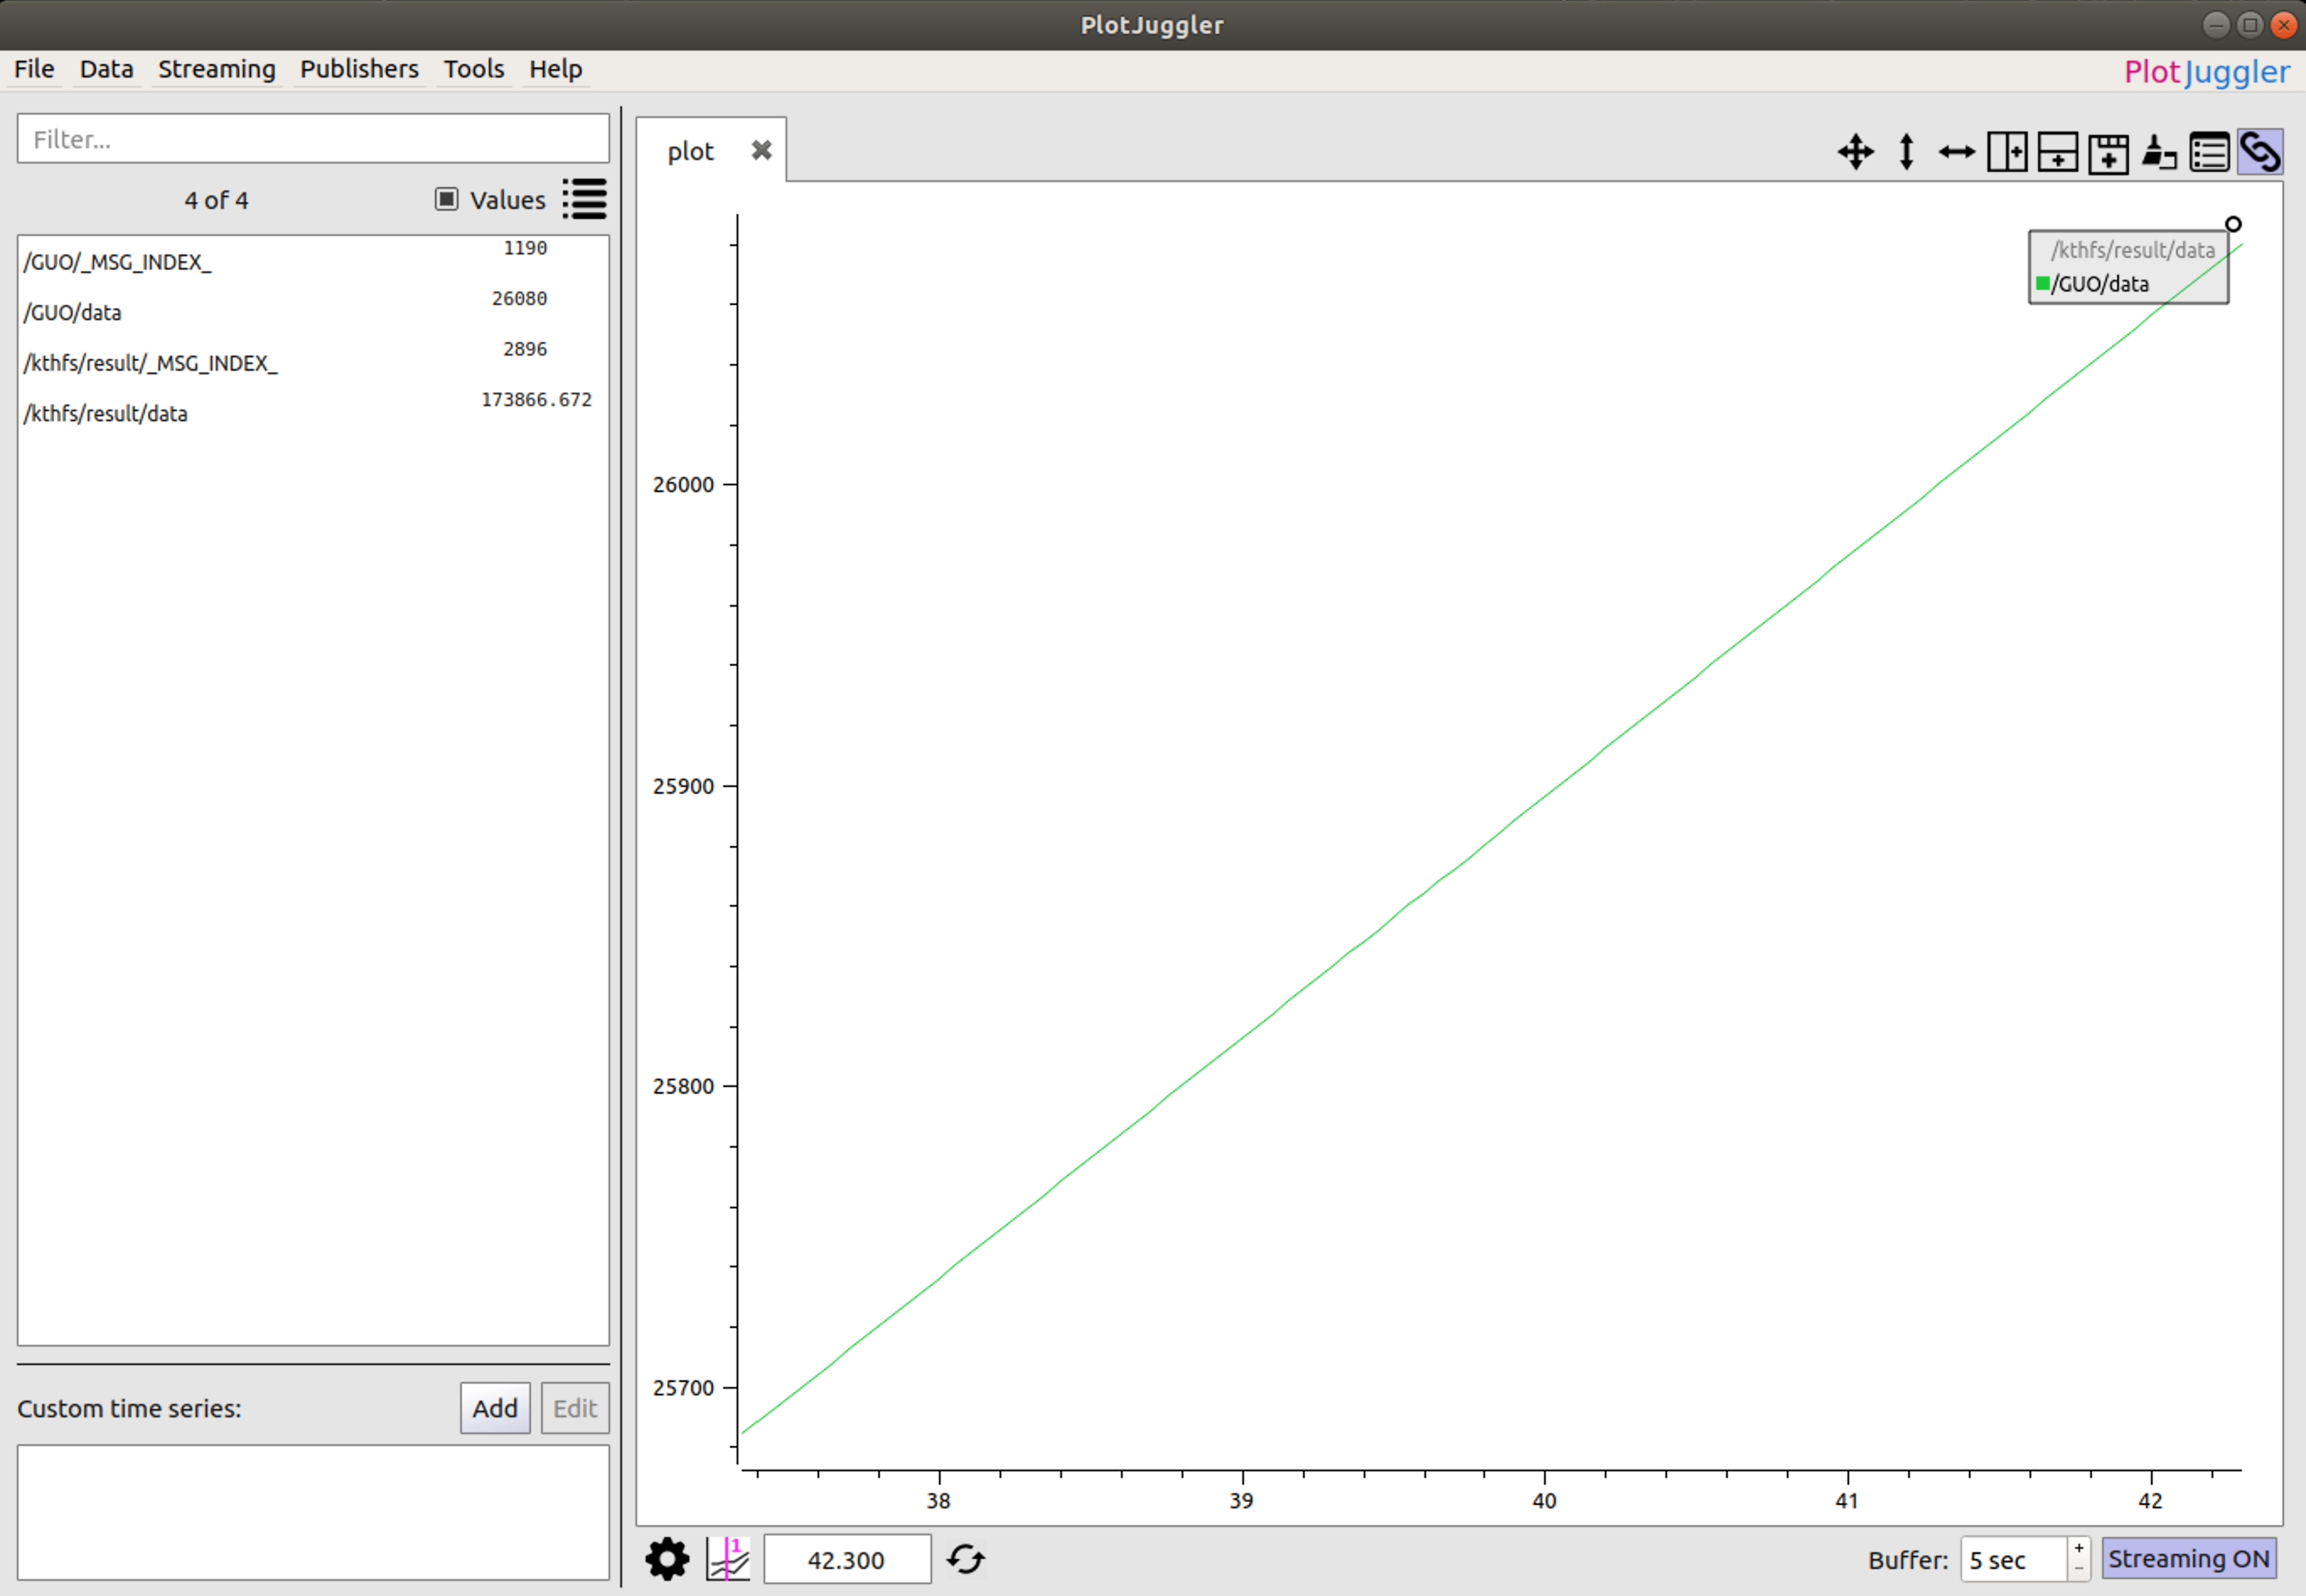 PlotJuggler
File Data Streaming Publishers Tools Help
PlotJuggler
Filter...
4 of 4 Values
/GUO/_MSG_INDEX_ 1190
/GUO/data 26080
/kthfs/result/_MSG_INDEX_ 2896
/kthfs/result/data 173866.672
Custom time series: Add Edit
plot
/kthfs/result/data
/GUO/data
26000
25900
25800
25700
38 39 40 41 42
1
42.300
Buffer: 5 sec + - Streaming ON